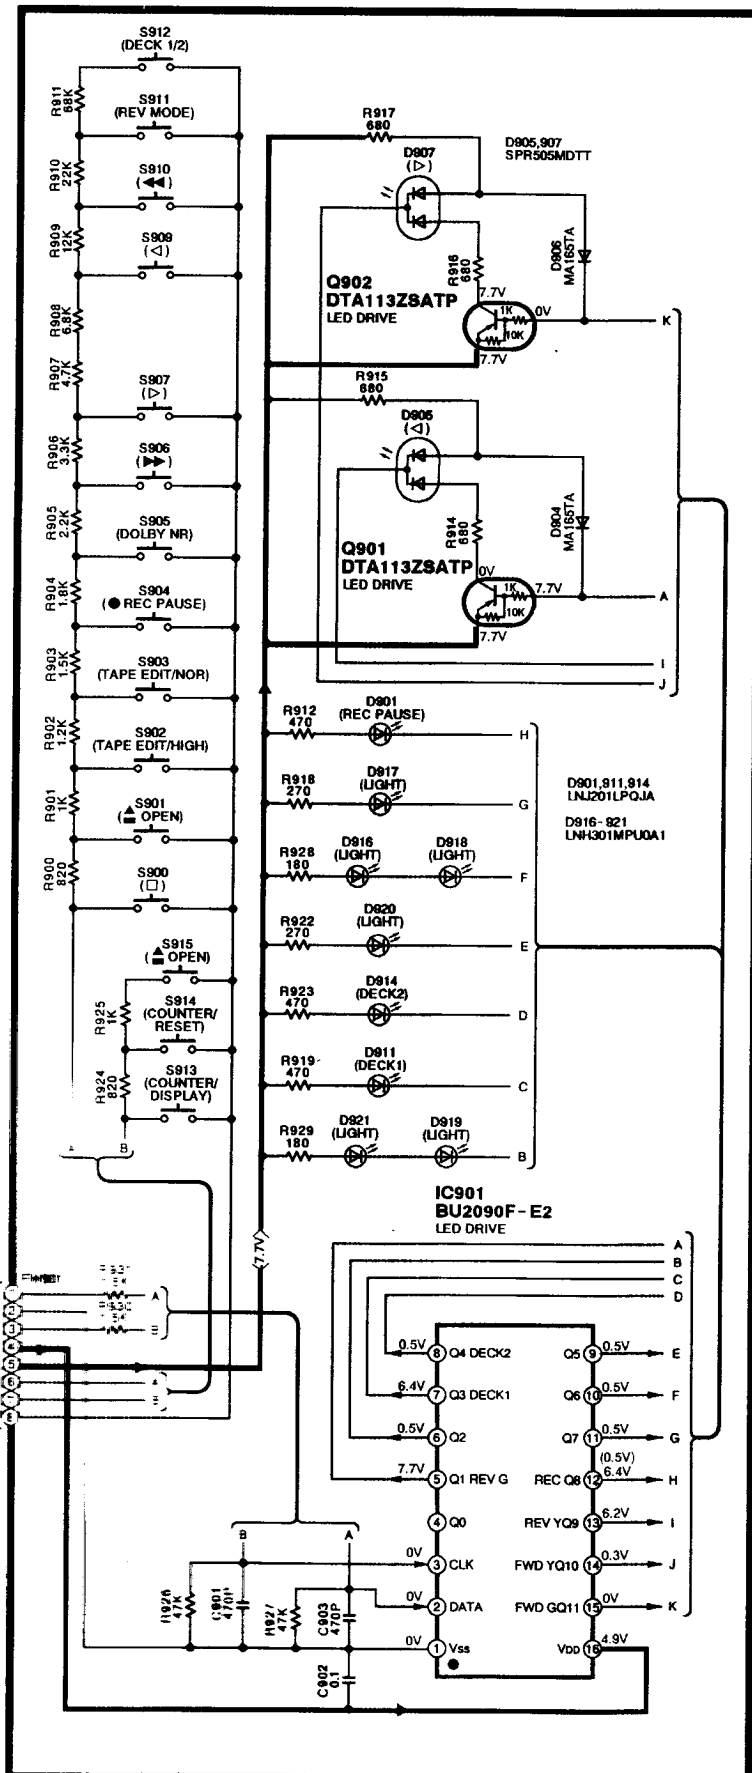 S912
(DECK 1/2)
R911
68K
S911
(REV MODE)
R910
22K
S910
(◀◀)
R909
12K
S909
(◁)
R908
6.8K
R907
4.7K
S907
(▷)
R906
3.3K
S906
(▶▶)
R905
2.2K
S905
(DOLBY NR)
R904
1.8K
S904
(● REC PAUSE)
R903
1.5K
S903
(TAPE EDIT/NOR)
R902
1.2K
S902
(TAPE EDIT/HIGH)
R901
1K
S901
(⏏ OPEN)
R900
820
S900
(□)
S915
(⏏ OPEN)
R925
1K
S914
(COUNTER/
RESET)
R924
820
S913
(COUNTER/
DISPLAY)
B
R917
680
D907
(▷)
D905,907
SPR505MDTT
R916
680
D906
MA165TA
Q902
DTA113ZSATP
LED DRIVE
7.7V
1K
10K
0V
7.7V
K
R915
680
D905
(◁)
R914
680
D904
MA165TA
Q901
DTA113ZSATP
LED DRIVE
0V
1K
10K
7.7V
7.7V
A
I
J
R912
470
D901
(REC PAUSE)
H
R918
270
D917
(LIGHT)
G
R928
180
D916
(LIGHT)
D918
(LIGHT)
F
R922
270
D920
(LIGHT)
E
R923
470
D914
(DECK2)
D
R919
470
D911
(DECK1)
C
R929
180
D921
(LIGHT)
D919
(LIGHT)
B
D901,911,914
LNJ201LPQJA
D916-921
LNH301MPU0A1
7.7V
IC901
BU2090F-E2
LED DRIVE
A
B
C
D
0.5V 8 Q4 DECK2
Q5 9 0.5V E
6.4V 7 Q3 DECK1
Q6 10 0.5V F
0.5V 6 Q2
Q7 11 0.5V G
7.7V 5 Q1 REV G
REC Q8 12 (0.5V) 6.4V H
4 Q0
REV YQ9 13 6.2V I
0V 3 CLK
FWD YQ10 14 0.3V J
0V 2 DATA
FWD GQ11 15 0V K
0V 1 Vss
VDD 16 4.9V
A
B
B
A
R926
47K
C901
470P
R927
47K
C903
470P
C902
0.1